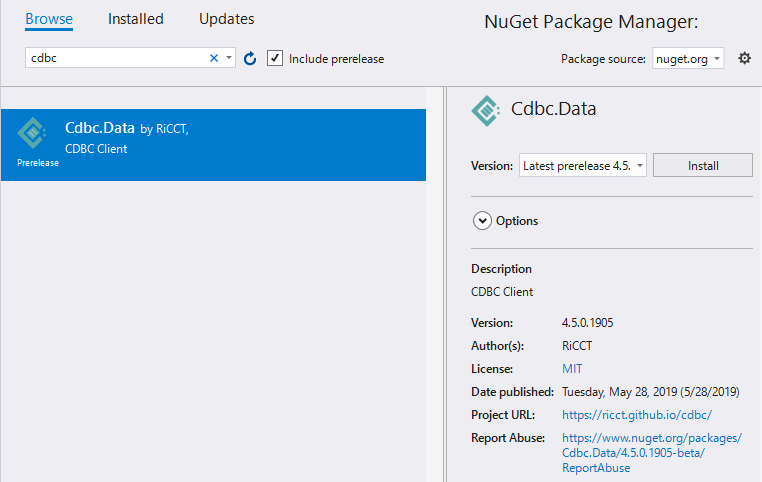 Browse Installed Updates
NuGet Package Manager:
cdbc
Include prerelease
Package source: nuget.org
Cdbc.Data by RiCCT,
CDBC Client
Prerelease
Cdbc.Data
Version: Latest prerelease 4.5. Install
Options
Description
CDBC Client
Version: 4.5.0.1905
Author(s): RiCCT
License: MIT
Date published: Tuesday, May 28, 2019 (5/28/2019)
Project URL: https://ricct.github.io/cdbc/
Report Abuse: https://www.nuget.org/packages/
Cdbc.Data/4.5.0.1905-beta/
ReportAbuse